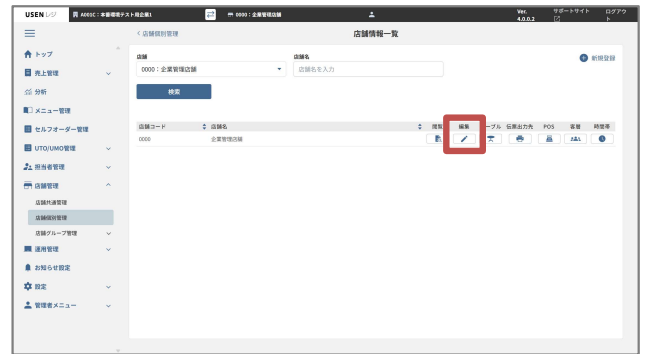 USEN レジ A001C：本番環境テスト用企業1 0000：企業管理店舗 Ver. 4.0.0.2 サポートサイト ログアウト
店舗個別管理 店舗情報一覧
トップ
売上管理
分析
メニュー管理
セルフオーダー管理
UTO/UMO管理
担当者管理
店舗管理
店舗共通管理
店舗個別管理
店舗グループ管理
運用管理
お知らせ設定
設定
管理者メニュー
店舗 店舗名
0000：企業管理店舗 店舗名を入力
新規登録
検索
店舗コード 店舗名 閲覧 編集 ーブル 伝票出力先 POS 客層 時間帯
0000 企業管理店舗